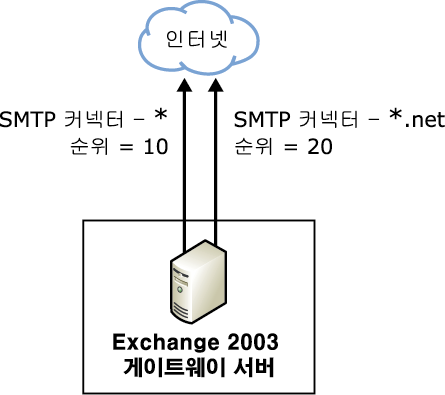 인터넷
SMTP 커넥터 – *
순위 = 10
SMTP 커넥터 – *.net
순위 = 20
Exchange 2003
게이트웨이 서버